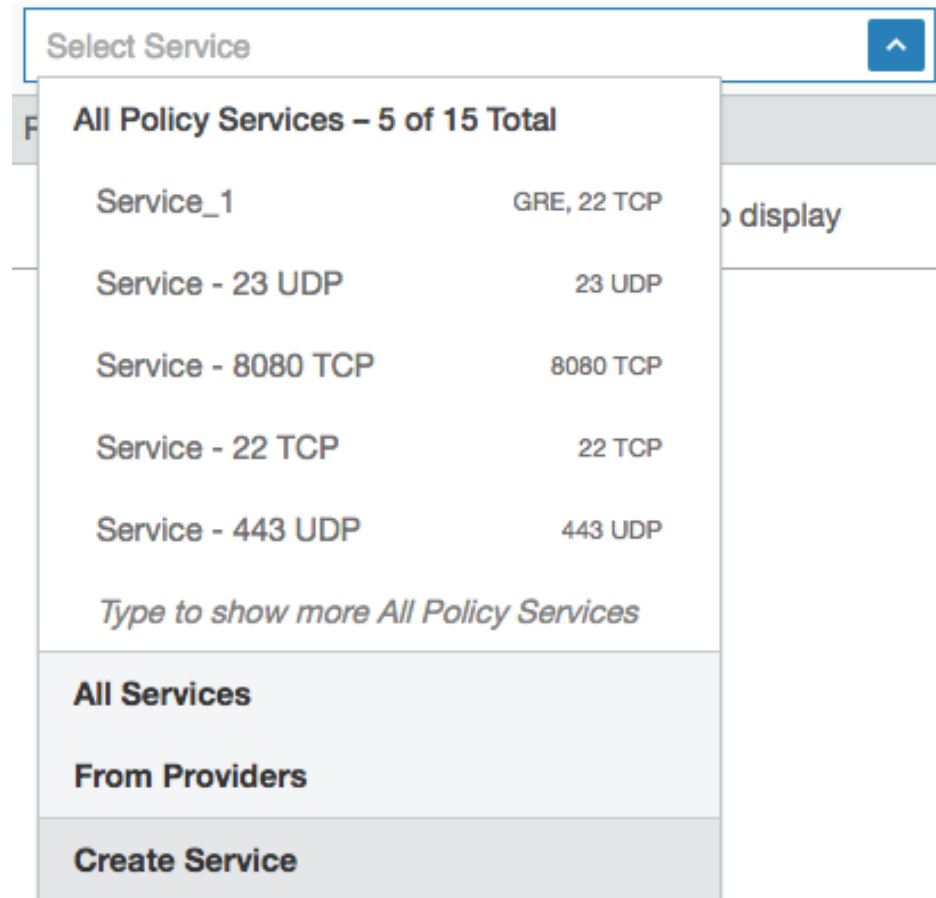 Select Service
All Policy Services – 5 of 15 Total
Service_1 GRE, 22 TCP
display
Service - 23 UDP 23 UDP
Service - 8080 TCP 8080 TCP
Service - 22 TCP 22 TCP
Service - 443 UDP 443 UDP
Type to show more All Policy Services
All Services
From Providers
Create Service